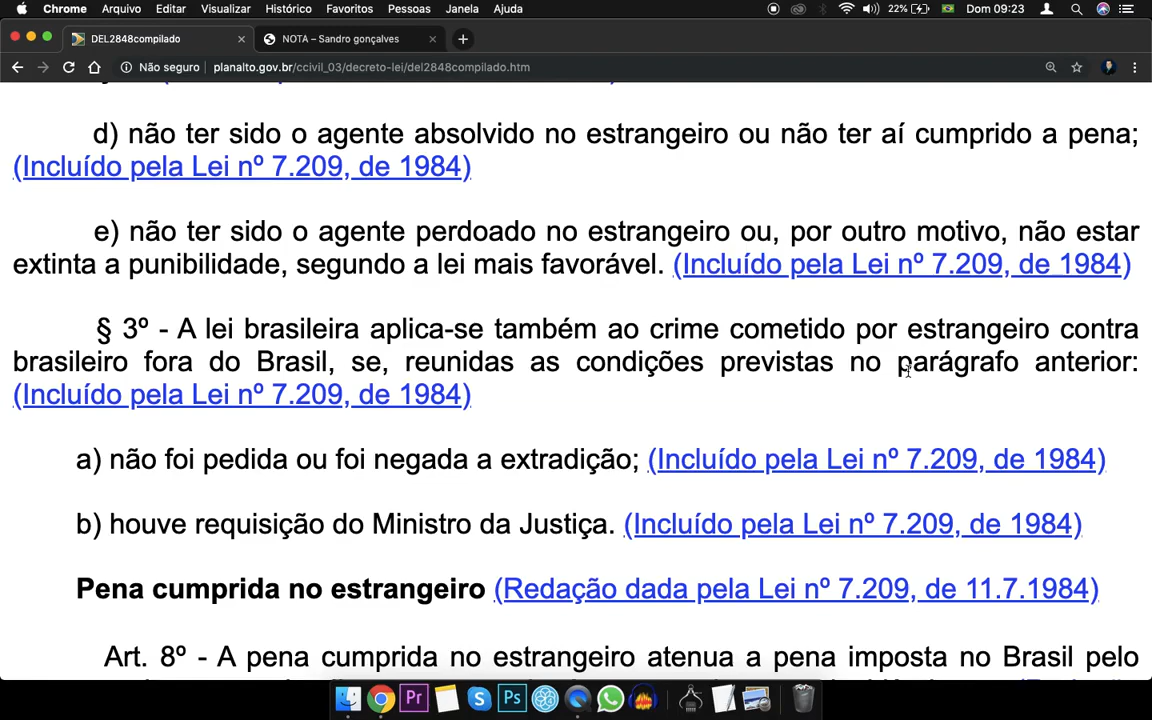 Chrome Arquivo Editar Visualizar Histórico Favoritos Pessoas Janela Ajuda 22% Dom 09:23
DEL2848compilado NOTA – Sandro gonçalves
Não seguro planalto.gov.br/ccivil_03/decreto-lei/del2848compilado.htm
d) não ter sido o agente absolvido no estrangeiro ou não ter aí cumprido a pena;
(Incluído pela Lei nº 7.209, de 1984)
e) não ter sido o agente perdoado no estrangeiro ou, por outro motivo, não estar
extinta a punibilidade, segundo a lei mais favorável. (Incluído pela Lei nº 7.209, de 1984)
§ 3º - A lei brasileira aplica-se também ao crime cometido por estrangeiro contra
brasileiro fora do Brasil, se, reunidas as condições previstas no parágrafo anterior:
(Incluído pela Lei nº 7.209, de 1984)
a) não foi pedida ou foi negada a extradição; (Incluído pela Lei nº 7.209, de 1984)
b) houve requisição do Ministro da Justiça. (Incluído pela Lei nº 7.209, de 1984)
Pena cumprida no estrangeiro (Redação dada pela Lei nº 7.209, de 11.7.1984)
Art. 8º - A pena cumprida no estrangeiro atenua a pena imposta no Brasil pelo
Pr Ps